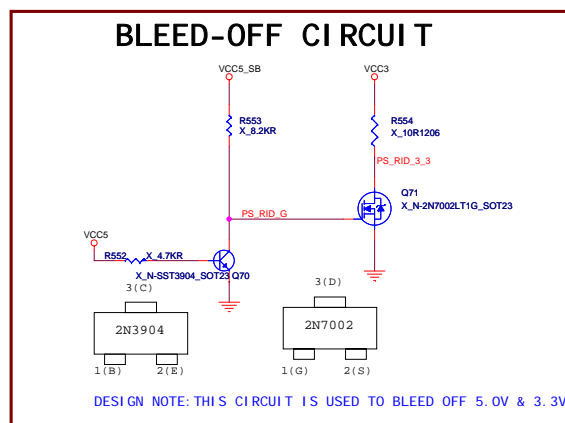 BLEED-OFF CIRCUIT
VCC5_SB
VCC3
R553
X_8.2KR
R554
X_10R1206
PS_RID_3_3
Q71
X_N-2N7002LT1G_SOT23
PS_RID_G
VCC5
R552
X_4.7KR
X_N-SST3904_SOT23 Q70
3(C)
3(D)
2N3904
2N7002
1(B)
2(E)
1(G)
2(S)
DESIGN NOTE: THIS CIRCUIT IS USED TO BLEED OFF 5.0V & 3.3V